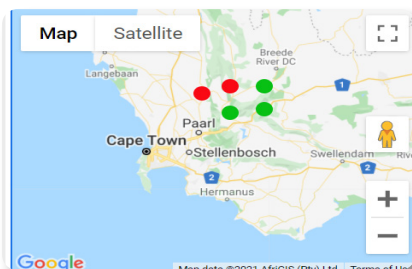 Map Satellite
Breede
River DC
Langebaan
1
Paarl
Cape Town
Stellenbosch
Swellendam
2
2
Hermanus
+
−
Google
Map data ©2021 AfriGIS (Pty) Ltd